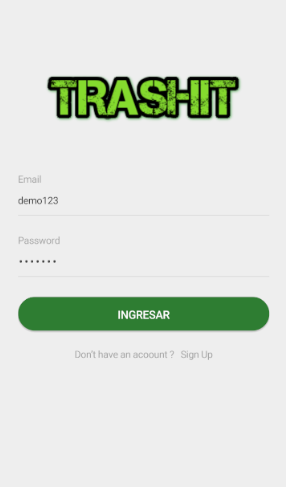 TRASHIT
Email
demo123
Password
•••••••
INGRESAR
Don't have an acoount ? Sign Up